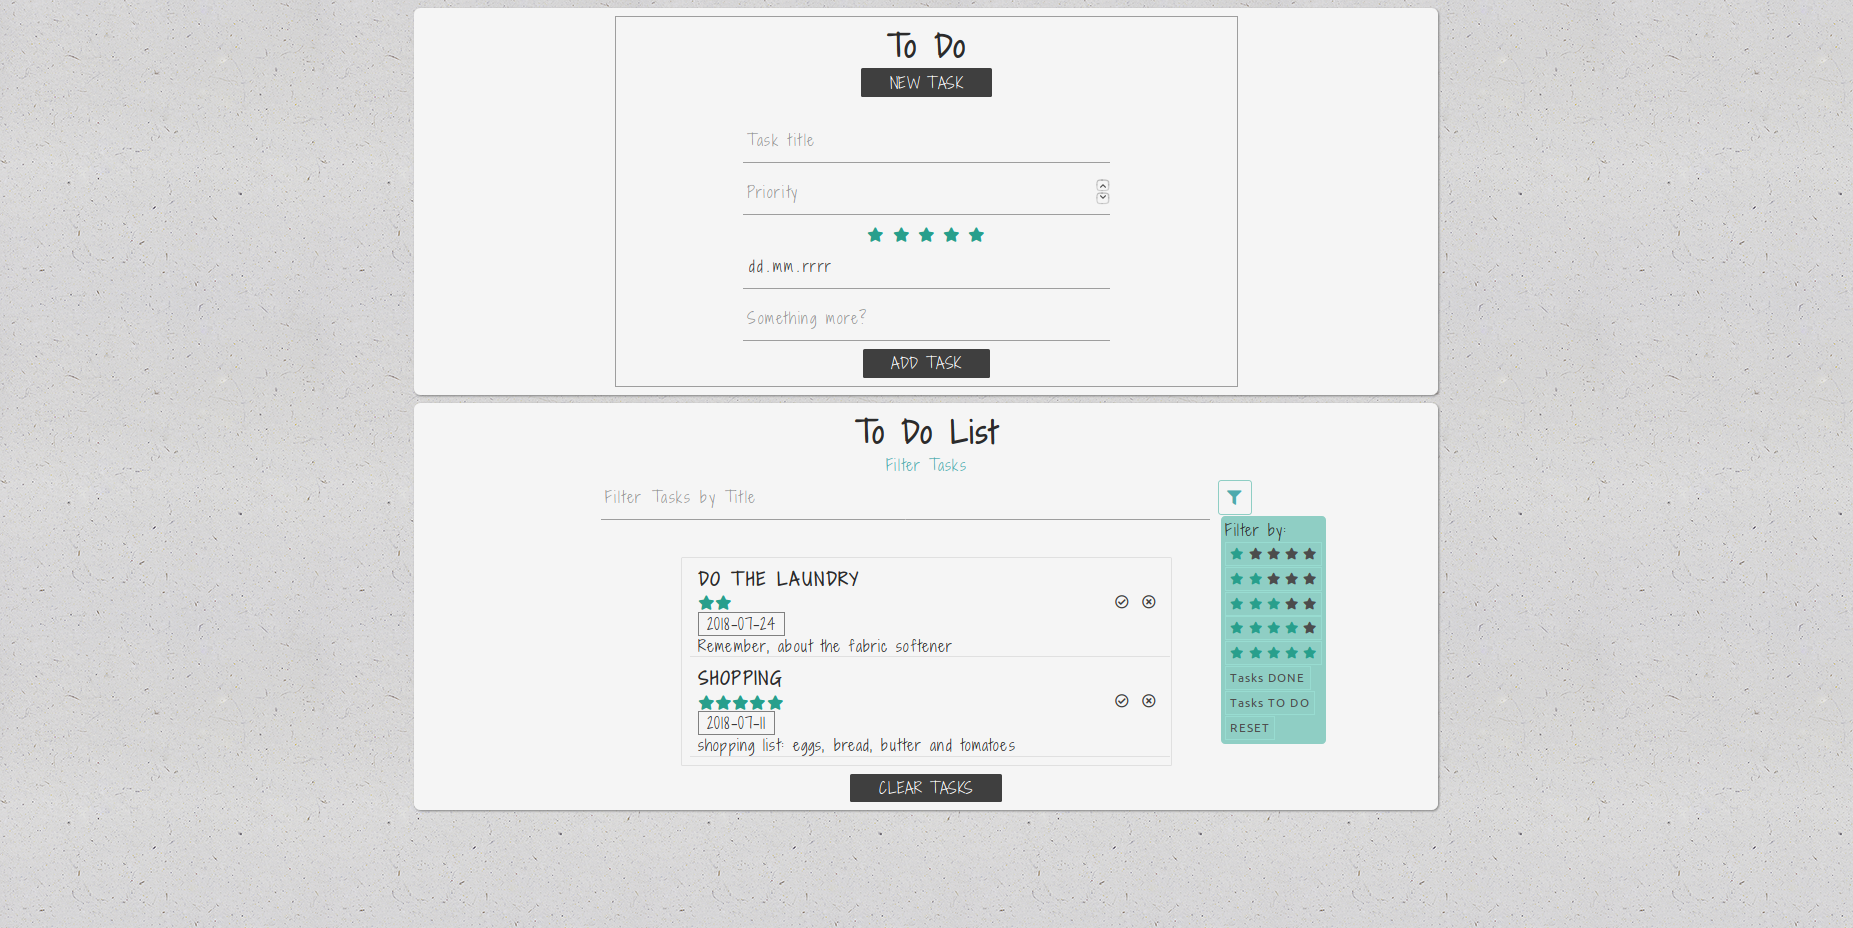 To Do
NEW TASK
Task title
Priority
dd.mm.rrrr
Something more?
ADD TASK
To Do List
Filter Tasks
Filter Tasks by Title
Filter by:
DO THE LAUNDRY
2018-07-24
Remember, about the fabric softener
SHOPPING
2018-07-11
shopping list: eggs, bread, butter and tomatoes
Tasks DONE
Tasks TO DO
RESET
CLEAR TASKS